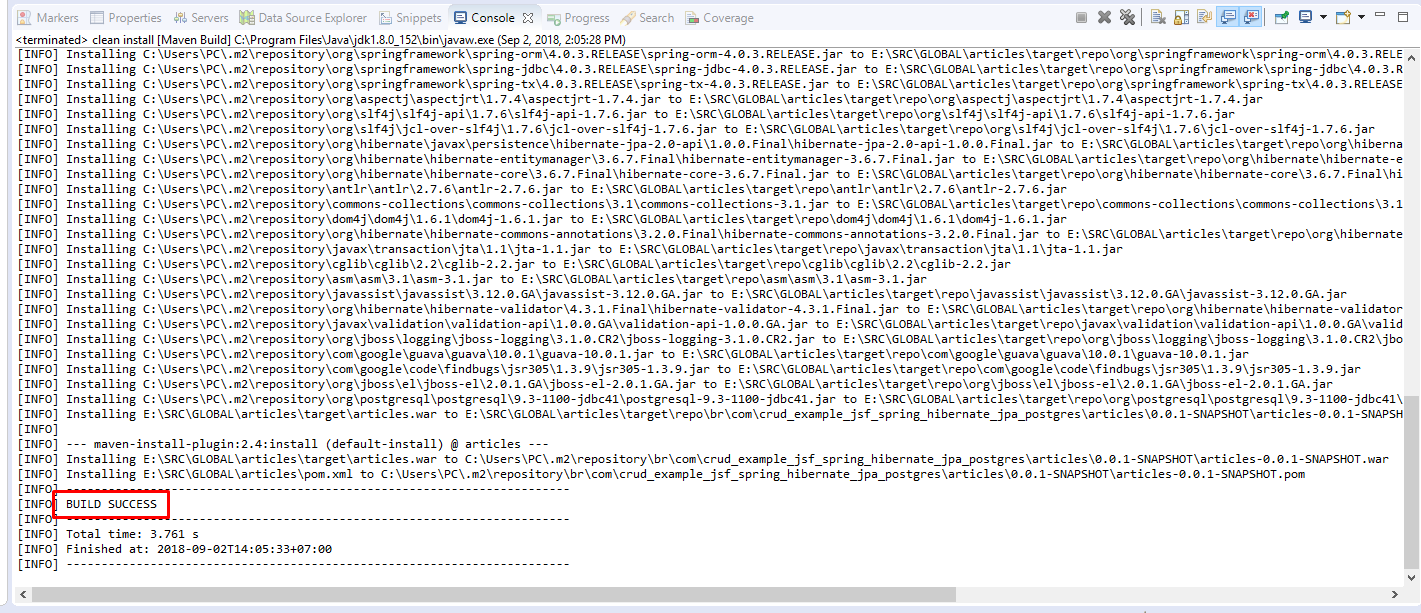 Markers Properties Servers Data Source Explorer Snippets Console Progress Search Coverage
<terminated> clean install [Maven Build] C:\Program Files\Java\jdk1.8.0_152\bin\javaw.exe (Sep 2, 2018, 2:05:28 PM)
[INFO] Installing C:\Users\PC\.m2\repository\org\springframework\spring-orm\4.0.3.RELEASE\spring-orm-4.0.3.RELEASE.jar to E:\SRC\GLOBAL\articles\target\repo\org\springframework\spring-orm\4.0.3.RELE
[INFO] Installing C:\Users\PC\.m2\repository\org\springframework\spring-jdbc\4.0.3.RELEASE\spring-jdbc-4.0.3.RELEASE.jar to E:\SRC\GLOBAL\articles\target\repo\org\springframework\spring-jdbc\4.0.3.R
[INFO] Installing C:\Users\PC\.m2\repository\org\springframework\spring-tx\4.0.3.RELEASE\spring-tx-4.0.3.RELEASE.jar to E:\SRC\GLOBAL\articles\target\repo\org\springframework\spring-tx\4.0.3.RELEASE
[INFO] Installing C:\Users\PC\.m2\repository\org\aspectj\aspectjrt\1.7.4\aspectjrt-1.7.4.jar to E:\SRC\GLOBAL\articles\target\repo\org\aspectj\aspectjrt\1.7.4\aspectjrt-1.7.4.jar
[INFO] Installing C:\Users\PC\.m2\repository\org\slf4j\slf4j-api\1.7.6\slf4j-api-1.7.6.jar to E:\SRC\GLOBAL\articles\target\repo\org\slf4j\slf4j-api\1.7.6\slf4j-api-1.7.6.jar
[INFO] Installing C:\Users\PC\.m2\repository\org\slf4j\jcl-over-slf4j\1.7.6\jcl-over-slf4j-1.7.6.jar to E:\SRC\GLOBAL\articles\target\repo\org\slf4j\jcl-over-slf4j\1.7.6\jcl-over-slf4j-1.7.6.jar
[INFO] Installing C:\Users\PC\.m2\repository\org\hibernate\javax\persistence\hibernate-jpa-2.0-api\1.0.0.Final\hibernate-jpa-2.0-api-1.0.0.Final.jar to E:\SRC\GLOBAL\articles\target\repo\org\hiberna
[INFO] Installing C:\Users\PC\.m2\repository\org\hibernate\hibernate-entitymanager\3.6.7.Final\hibernate-entitymanager-3.6.7.Final.jar to E:\SRC\GLOBAL\articles\target\repo\org\hibernate\hibernate-e
[INFO] Installing C:\Users\PC\.m2\repository\org\hibernate\hibernate-core\3.6.7.Final\hibernate-core-3.6.7.Final.jar to E:\SRC\GLOBAL\articles\target\repo\org\hibernate\hibernate-core\3.6.7.Final\hi
[INFO] Installing C:\Users\PC\.m2\repository\antlr\antlr\2.7.6\antlr-2.7.6.jar to E:\SRC\GLOBAL\articles\target\repo\antlr\antlr\2.7.6\antlr-2.7.6.jar
[INFO] Installing C:\Users\PC\.m2\repository\commons-collections\commons-collections\3.1\commons-collections-3.1.jar to E:\SRC\GLOBAL\articles\target\repo\commons-collections\commons-collections\3.1
[INFO] Installing C:\Users\PC\.m2\repository\dom4j\dom4j\1.6.1\dom4j-1.6.1.jar to E:\SRC\GLOBAL\articles\target\repo\dom4j\dom4j\1.6.1\dom4j-1.6.1.jar
[INFO] Installing C:\Users\PC\.m2\repository\org\hibernate\hibernate-commons-annotations\3.2.0.Final\hibernate-commons-annotations-3.2.0.Final.jar to E:\SRC\GLOBAL\articles\target\repo\org\hibernate
[INFO] Installing C:\Users\PC\.m2\repository\javax\transaction\jta\1.1\jta-1.1.jar to E:\SRC\GLOBAL\articles\target\repo\javax\transaction\jta\1.1\jta-1.1.jar
[INFO] Installing C:\Users\PC\.m2\repository\cglib\cglib\2.2\cglib-2.2.jar to E:\SRC\GLOBAL\articles\target\repo\cglib\cglib\2.2\cglib-2.2.jar
[INFO] Installing C:\Users\PC\.m2\repository\asm\asm\3.1\asm-3.1.jar to E:\SRC\GLOBAL\articles\target\repo\asm\asm\3.1\asm-3.1.jar
[INFO] Installing C:\Users\PC\.m2\repository\javassist\javassist\3.12.0.GA\javassist-3.12.0.GA.jar to E:\SRC\GLOBAL\articles\target\repo\javassist\javassist\3.12.0.GA\javassist-3.12.0.GA.jar
[INFO] Installing C:\Users\PC\.m2\repository\org\hibernate\hibernate-validator\4.3.1.Final\hibernate-validator-4.3.1.Final.jar to E:\SRC\GLOBAL\articles\target\repo\org\hibernate\hibernate-validator
[INFO] Installing C:\Users\PC\.m2\repository\javax\validation\validation-api\1.0.0.GA\validation-api-1.0.0.GA.jar to E:\SRC\GLOBAL\articles\target\repo\javax\validation\validation-api\1.0.0.GA\valid
[INFO] Installing C:\Users\PC\.m2\repository\org\jboss\logging\jboss-logging\3.1.0.CR2\jboss-logging-3.1.0.CR2.jar to E:\SRC\GLOBAL\articles\target\repo\org\jboss\logging\jboss-logging\3.1.0.CR2\jbo
[INFO] Installing C:\Users\PC\.m2\repository\com\google\guava\guava\10.0.1\guava-10.0.1.jar to E:\SRC\GLOBAL\articles\target\repo\com\google\guava\guava\10.0.1\guava-10.0.1.jar
[INFO] Installing C:\Users\PC\.m2\repository\com\google\code\findbugs\jsr305\1.3.9\jsr305-1.3.9.jar to E:\SRC\GLOBAL\articles\target\repo\com\google\code\findbugs\jsr305\1.3.9\jsr305-1.3.9.jar
[INFO] Installing C:\Users\PC\.m2\repository\org\jboss\el\jboss-el\2.0.1.GA\jboss-el-2.0.1.GA.jar to E:\SRC\GLOBAL\articles\target\repo\org\jboss\el\jboss-el\2.0.1.GA\jboss-el-2.0.1.GA.jar
[INFO] Installing C:\Users\PC\.m2\repository\org\postgresql\postgresql\9.3-1100-jdbc41\postgresql-9.3-1100-jdbc41.jar to E:\SRC\GLOBAL\articles\target\repo\org\postgresql\postgresql\9.3-1100-jdbc41\
[INFO] Installing E:\SRC\GLOBAL\articles\target\articles.war to E:\SRC\GLOBAL\articles\target\repo\br\com\crud_example_jsf_spring_hibernate_jpa_postgres\articles\0.0.1-SNAPSHOT\articles-0.0.1-SNAPSH
[INFO]
[INFO] --- maven-install-plugin:2.4:install (default-install) @ articles ---
[INFO] Installing E:\SRC\GLOBAL\articles\target\articles.war to C:\Users\PC\.m2\repository\br\com\crud_example_jsf_spring_hibernate_jpa_postgres\articles\0.0.1-SNAPSHOT\articles-0.0.1-SNAPSHOT.war
[INFO] Installing E:\SRC\GLOBAL\articles\pom.xml to C:\Users\PC\.m2\repository\br\com\crud_example_jsf_spring_hibernate_jpa_postgres\articles\0.0.1-SNAPSHOT\articles-0.0.1-SNAPSHOT.pom
[INFO] ------------------------------------------------------------------------
[INFO] BUILD SUCCESS
[INFO] ------------------------------------------------------------------------
[INFO] Total time: 3.761 s
[INFO] Finished at: 2018-09-02T14:05:33+07:00
[INFO] ------------------------------------------------------------------------